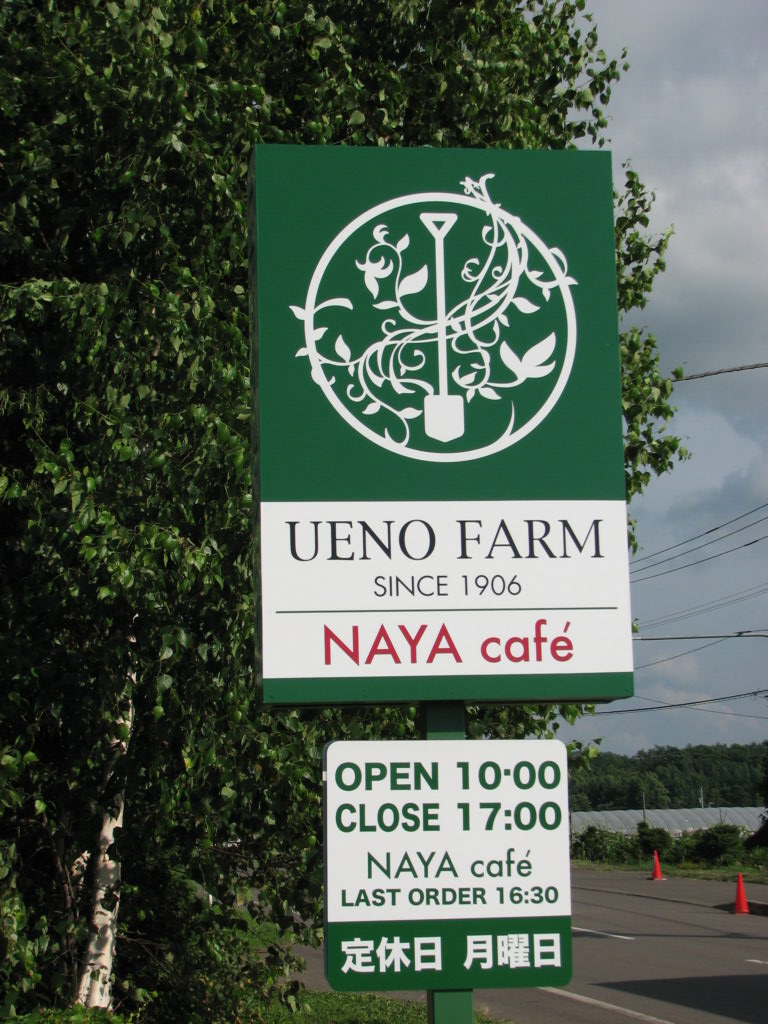 UENO FARM
SINCE 1906
NAYA café
OPEN 10:00
CLOSE 17:00
NAYA café
LAST ORDER 16:30
定休日 月曜日